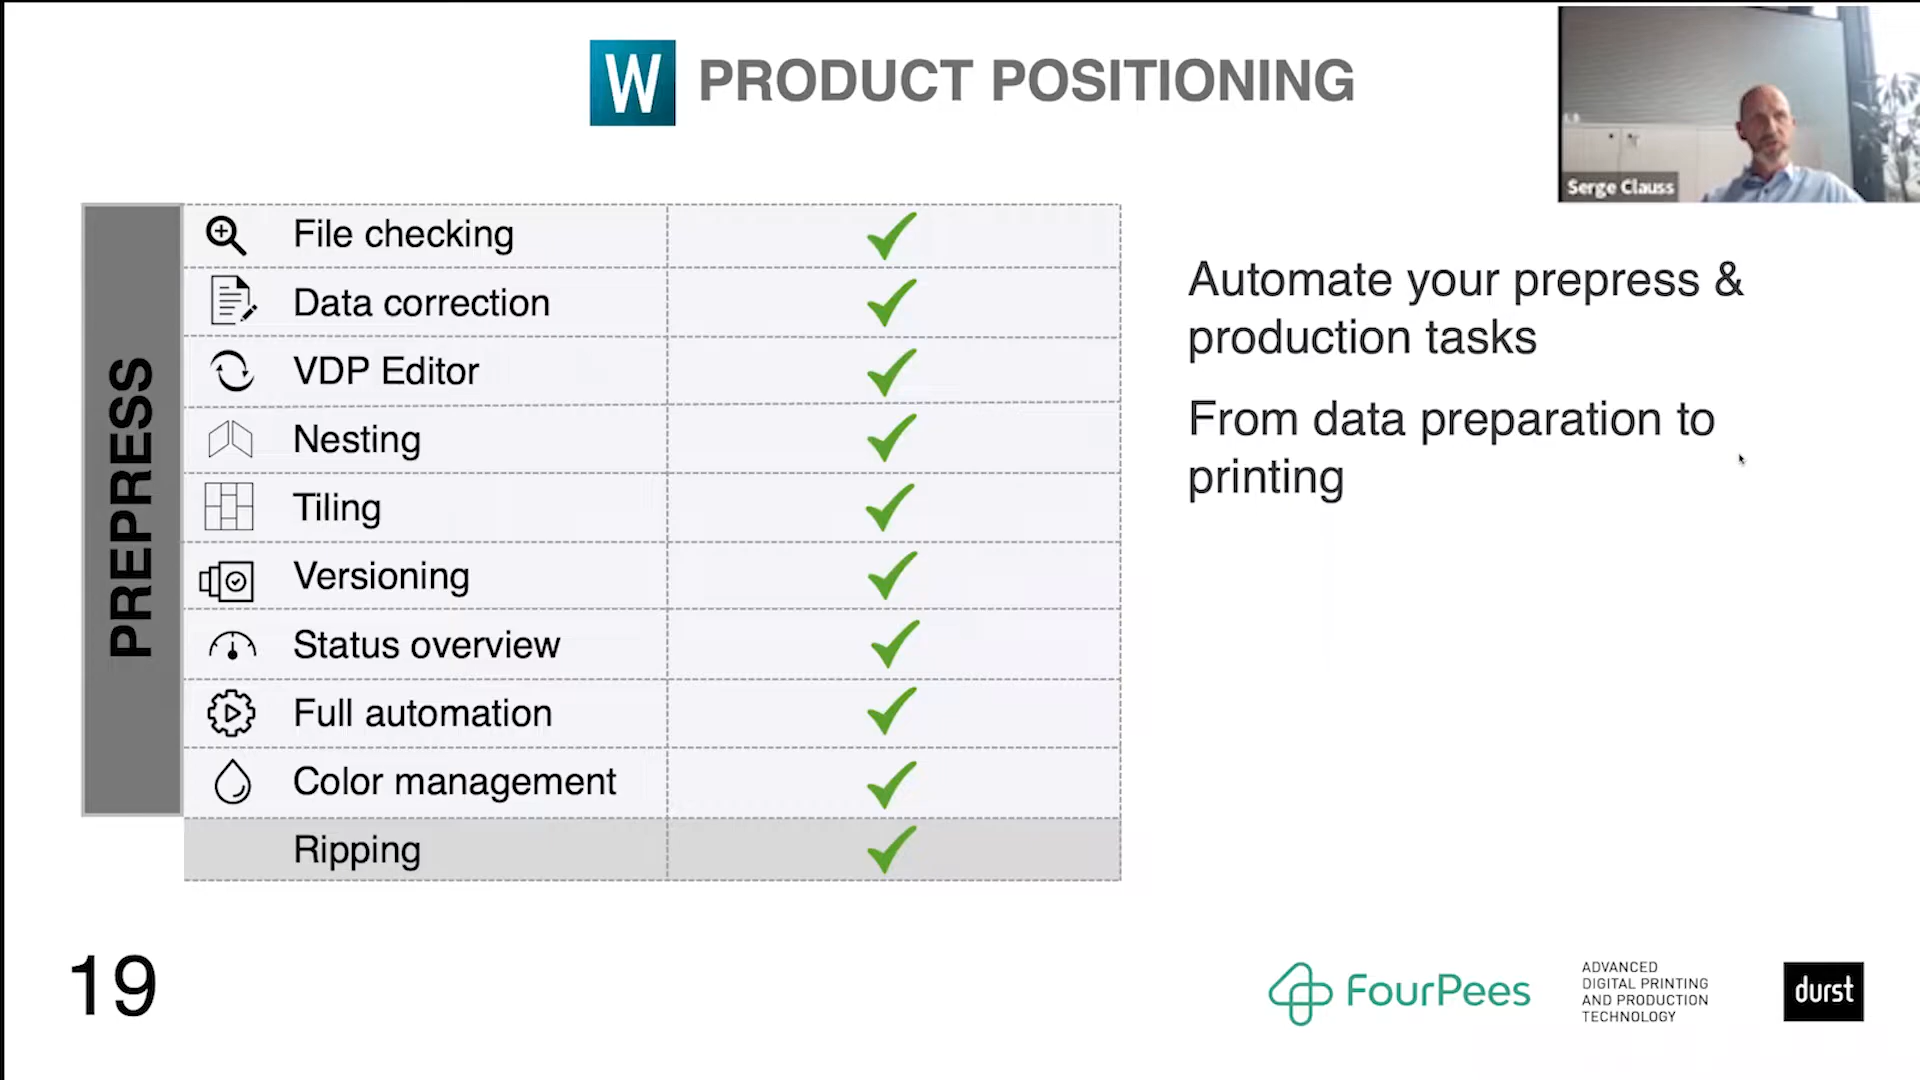 W PRODUCT POSITIONING
Serge Clauss
PREPRESS
File checking
Data correction
VDP Editor
Nesting
Tiling
Versioning
Status overview
Full automation
Color management
Ripping
Automate your prepress &
production tasks
From data preparation to
printing
19
FourPees
ADVANCED
DIGITAL PRINTING
AND PRODUCTION
TECHNOLOGY
durst